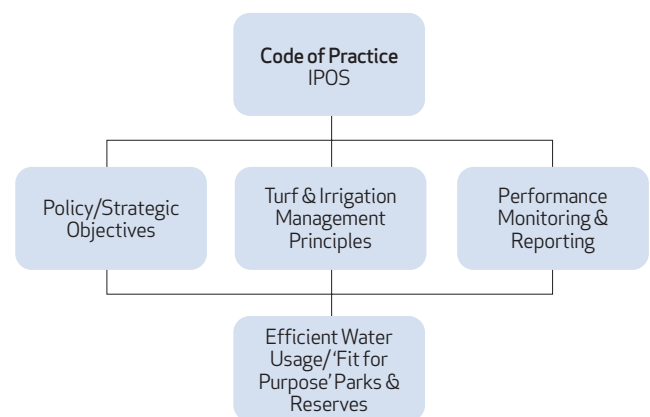 Code of Practice
IPOS
Policy/Strategic
Objectives
Turf & Irrigation
Management
Principles
Performance
Monitoring &
Reporting
Efficient Water
Usage/‘Fit for
Purpose’ Parks &
Reserves